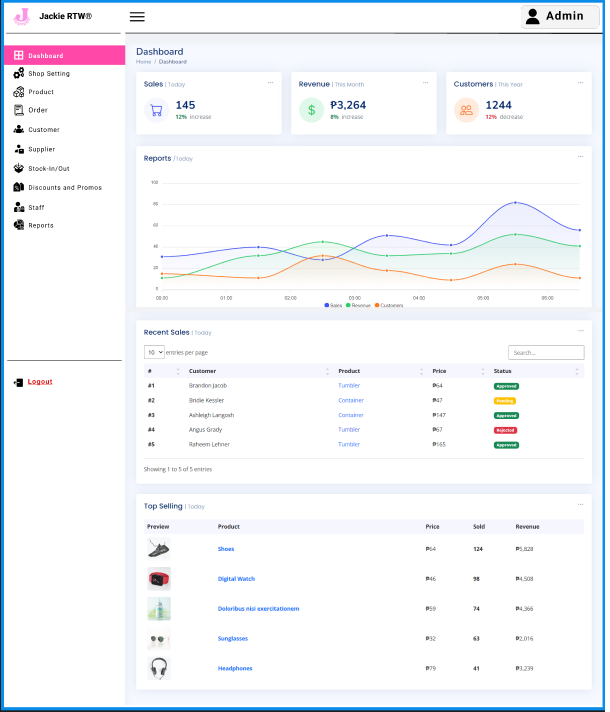 Jackie RTW®
Admin
Dashboard
Shop Setting
Product
Order
Customer
Supplier
Stock-In/Out
Discounts and Promos
Staff
Reports
Logout
Dashboard
Home / Dashboard
Sales | Today
145
12% increase
Revenue | This Month
$
₱3,264
8% increase
Customers | This Year
1244
12% decrease
Reports /Today
100
80
60
40
20
0
00:00 01:00 02:00 03:00 04:00 05:00 06:00
Sales Revenue Customers
Recent Sales | Today
10 entries per page
Search...
# Customer Product Price Status
#1 Brandon Jacob Tumbler ₱64 Approved
#2 Bridie Kessler Container ₱47 Pending
#3 Ashleigh Langosh Container ₱147 Approved
#4 Angus Grady Tumbler ₱67 Rejected
#5 Raheem Lehner Tumbler ₱165 Approved
Showing 1 to 5 of 5 entries
Top Selling | Today
Preview Product Price Sold Revenue
Shoes ₱64 124 ₱5,828
Digital Watch ₱46 98 ₱4,508
Doloribus nisi exercitationem ₱59 74 ₱4,366
Sunglasses ₱32 63 ₱2,016
Headphones ₱79 41 ₱3,239